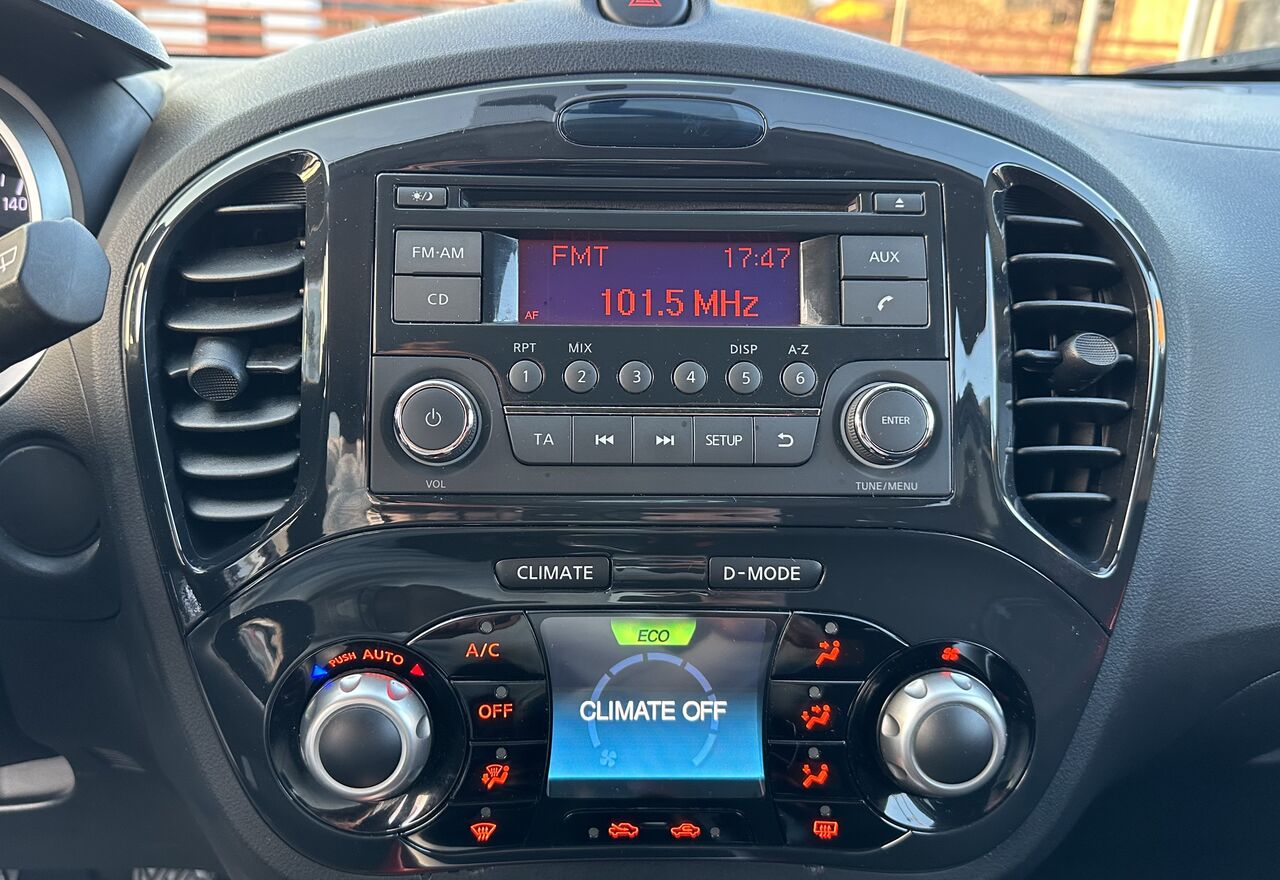 140
FM·AM
CD
FMT 17:47
101.5 MHz
AF
AUX
RPT MIX DISP A-Z
1 2 3 4 5 6
VOL
TA SETUP
ENTER
TUNE/MENU
CLIMATE D-MODE
PUSH AUTO
A/C
OFF
ECO
CLIMATE OFF